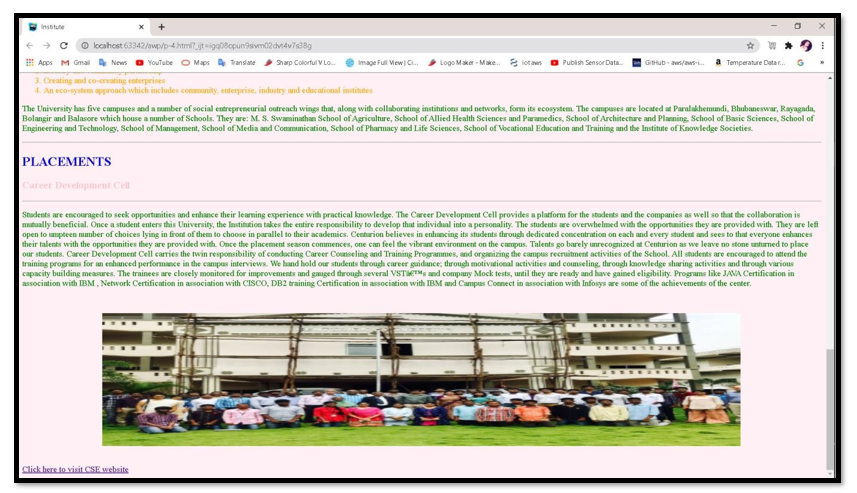 Institute
localhost:63342/awp/p-4.html?_ijt=igq08opun9sivm02dvt4v7s38g
Apps Gmail News YouTube Maps Translate Sharp Colorful V Lo... Image Full View | Ci... Logo Maker - Make... iot aws Publish Sensor Data... GitHub - aws/aws-i... Temperature Data r... »
3. Creating and co-creating enterprises
4. An eco-system approach which includes community, enterprise, industry and educational institutes
The University has five campuses and a number of social entrepreneurial outreach wings that, along with collaborating institutions and networks, form its ecosystem. The campuses are located at Paralakhemundi, Bhubaneswar, Rayagada,
Bolangir and Balasore which house a number of Schools. They are: M. S. Swaminathan School of Agriculture, School of Allied Health Sciences and Paramedics, School of Architecture and Planning, School of Basic Sciences, School of
Engineering and Technology, School of Management, School of Media and Communication, School of Pharmacy and Life Sciences, School of Vocational Education and Training and the Institute of Knowledge Societies.
PLACEMENTS
Career Development Cell
Students are encouraged to seek opportunities and enhance their learning experience with practical knowledge. The Career Development Cell provides a platform for the students and the companies as well so that the collaboration is
mutually beneficial. Once a student enters this University, the Institution takes the entire responsibility to develop that individual into a personality. The students are overwhelmed with the opportunities they are provided with. They are left
open to umpteen number of choices lying in front of them to choose in parallel to their academics. Centurion believes in enhancing its students through dedicated concentration on each and every student and sees to that everyone enhances
their talents with the opportunities they are provided with. Once the placement season commences, one can feel the vibrant environment on the campus. Talents go barely unrecognized at Centurion as we leave no stone unturned to place
our students. Career Development Cell carries the twin responsibility of conducting Career Counseling and Training Programmes, and organizing the campus recruitment activities of the School. All students are encouraged to attend the
training programs for an enhanced performance in the campus interviews. We hand hold our students through career guidance; through motivational activities and counseling, through knowledge sharing activities and through various
capacity building measures. The trainees are closely monitored for improvements and gauged through several VSTâ€™s and company Mock tests, until they are ready and have gained eligibility. Programs like JAVA Certification in
association with IBM , Network Certification in association with CISCO, DB2 training Certification in association with IBM and Campus Connect in association with Infosys are some of the achievements of the center.
Click here to visit CSE website